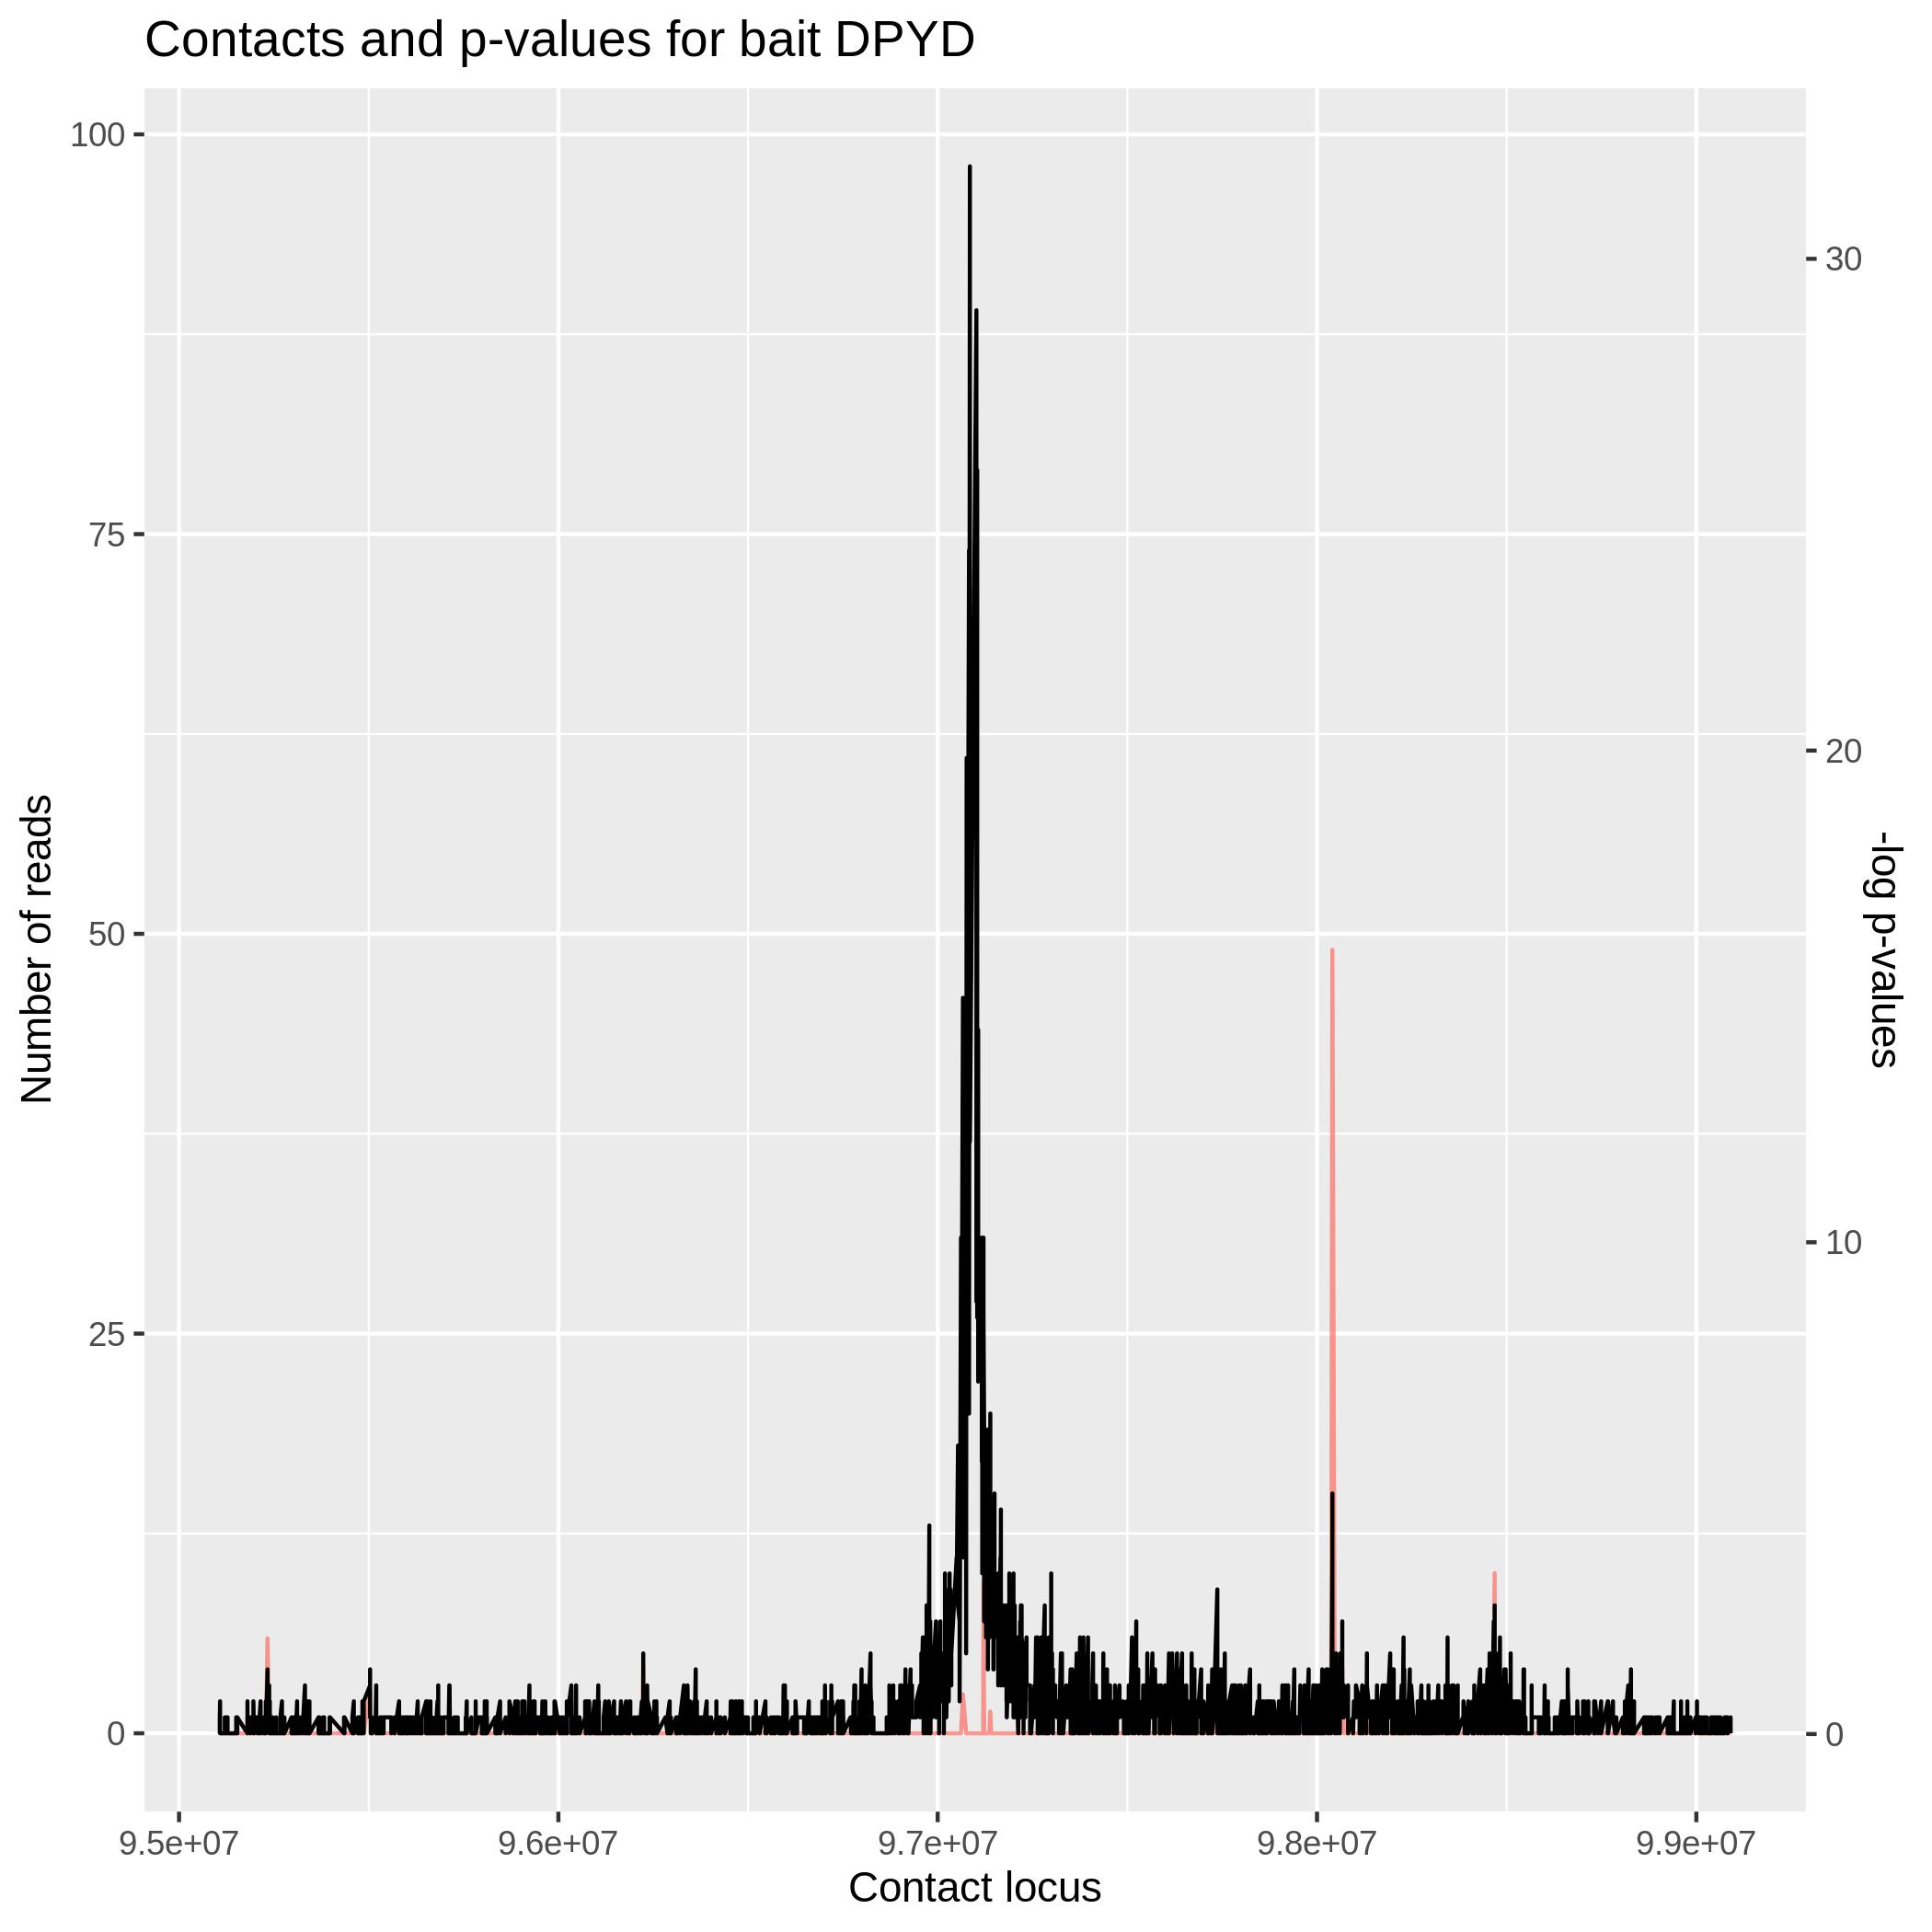 Contacts and p-values for bait DPYD
100
75
50
25
0
Number of reads
30
20
10
0
-log p-values
9.5e+07
9.6e+07
9.7e+07
9.8e+07
9.9e+07
Contact locus